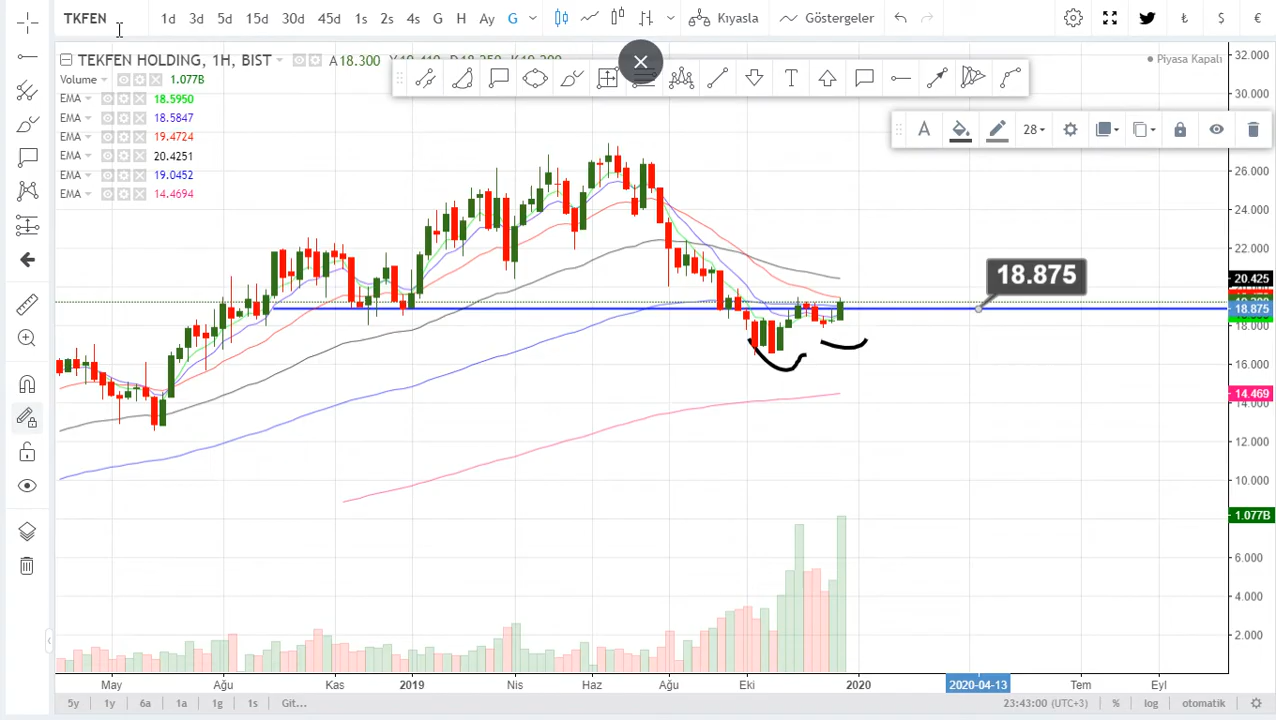 TKFEN 1d 3d 5d 15d 30d 45d 1s 2s 4s G H Ay G Kıyasla Göstergeler ₺ $ €
TEKFEN HOLDING, 1H, BIST A18.300
Piyasa Kapalı
Volume 1.077B
EMA 18.5950
EMA 18.5847
EMA 19.4724
EMA 20.4251
EMA 19.0452
EMA 14.4694
T
A 28
32.000
30.000
26.000
24.000
22.000
20.425
18.875
18.875
18.000
16.000
14.469
14.000
12.000
10.000
1.077B
6.000
4.000
2.000
May Ağu Kas 2019 Nis Haz Ağu Eki 2020 2020-04-13 Tem Eyl
5y 1y 6a 1a 1g 1s Git... 23:43:00 (UTC+3) % log otomatik